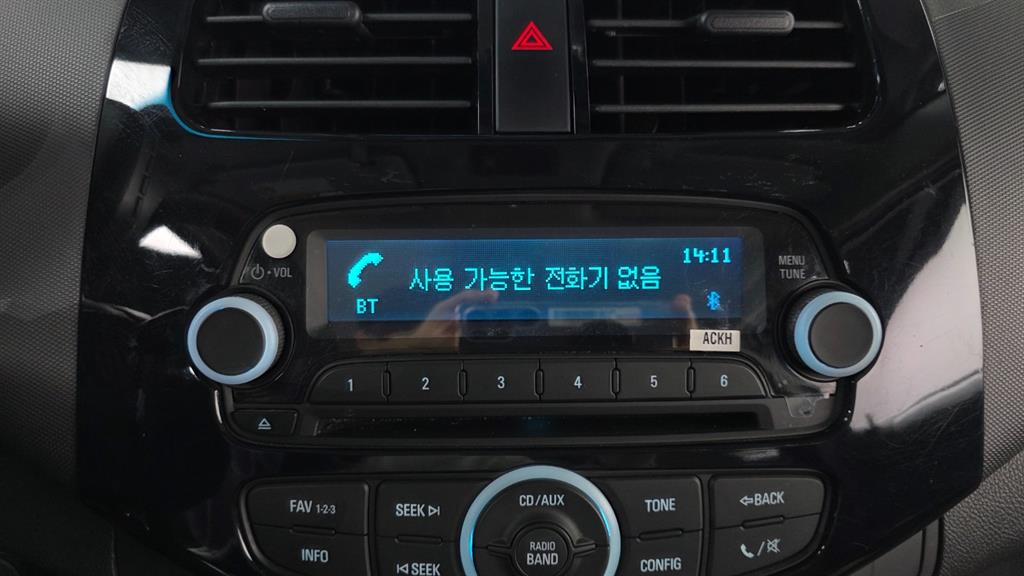 14:11
사용 가능한 전화기 없음
BT
VOL
MENU
TUNE
ACKH
1 2 3 4 5 6
CD/AUX
FAV 1-2-3
SEEK
TONE
BACK
RADIO
BAND
INFO
SEEK
CONFIG